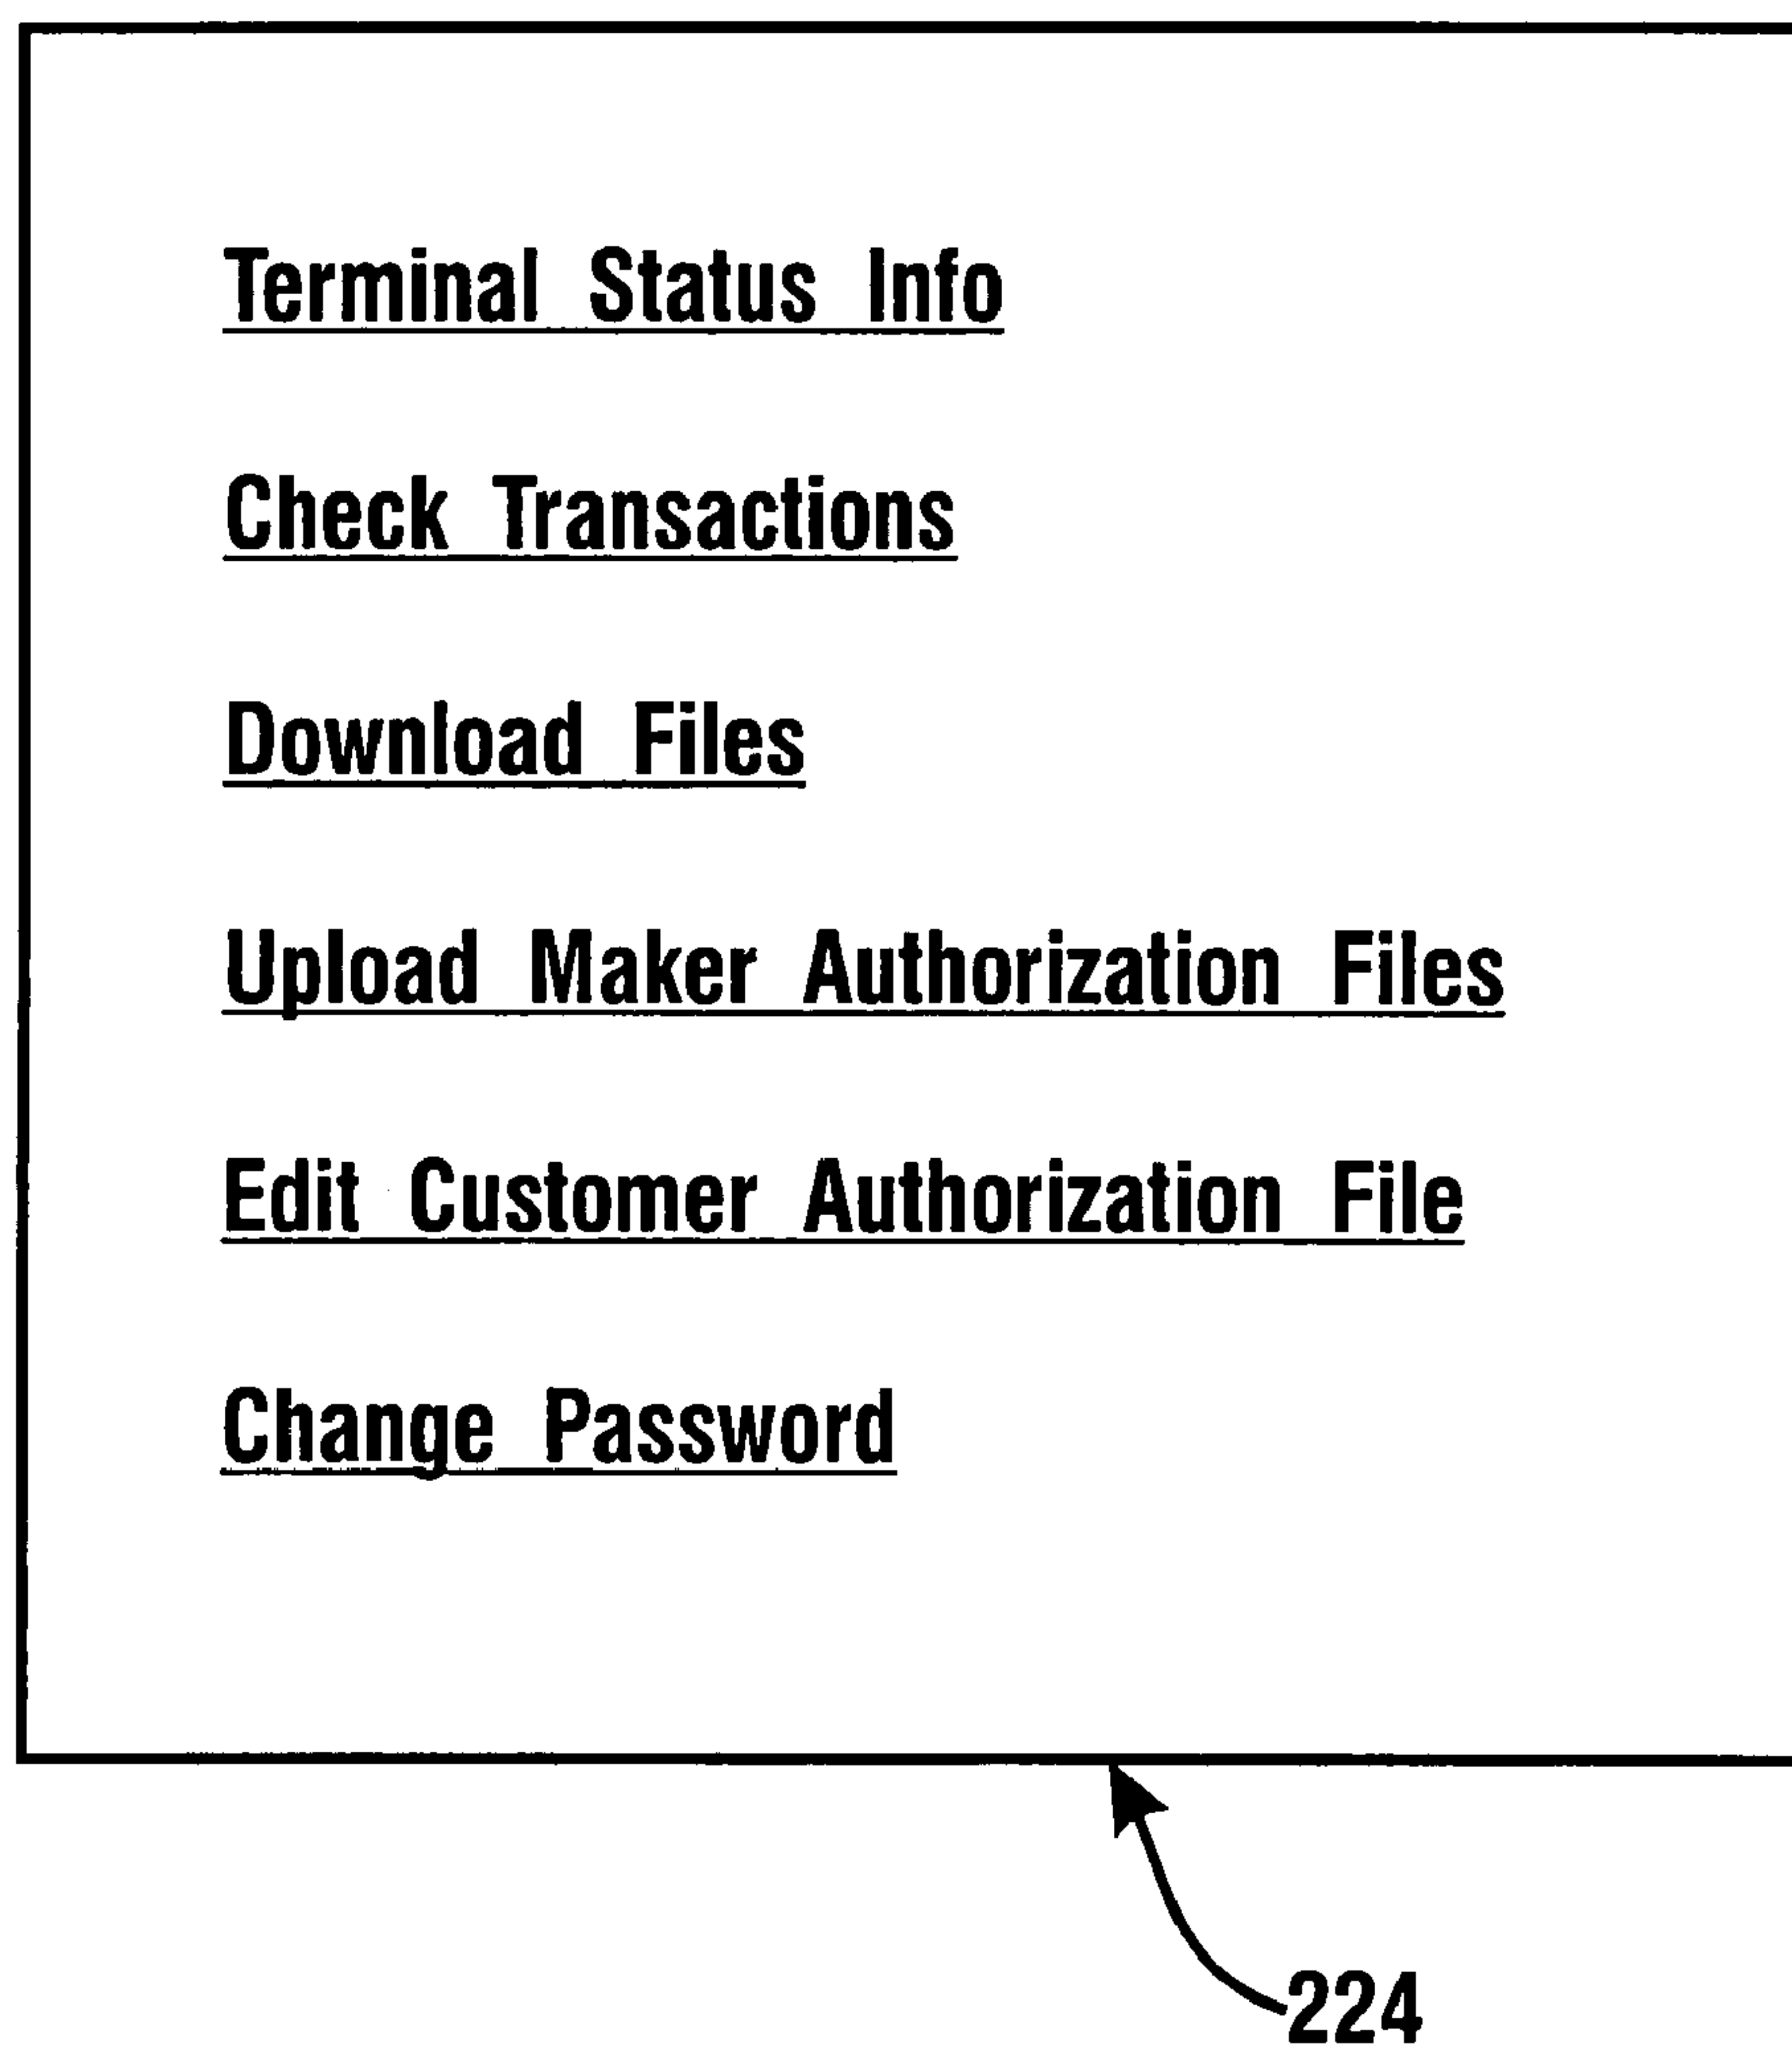 Terminal Status Info
Check Transactions
Download Files
Upload Maker Authorization Files
Edit Customer Authorization File
Change Password
224